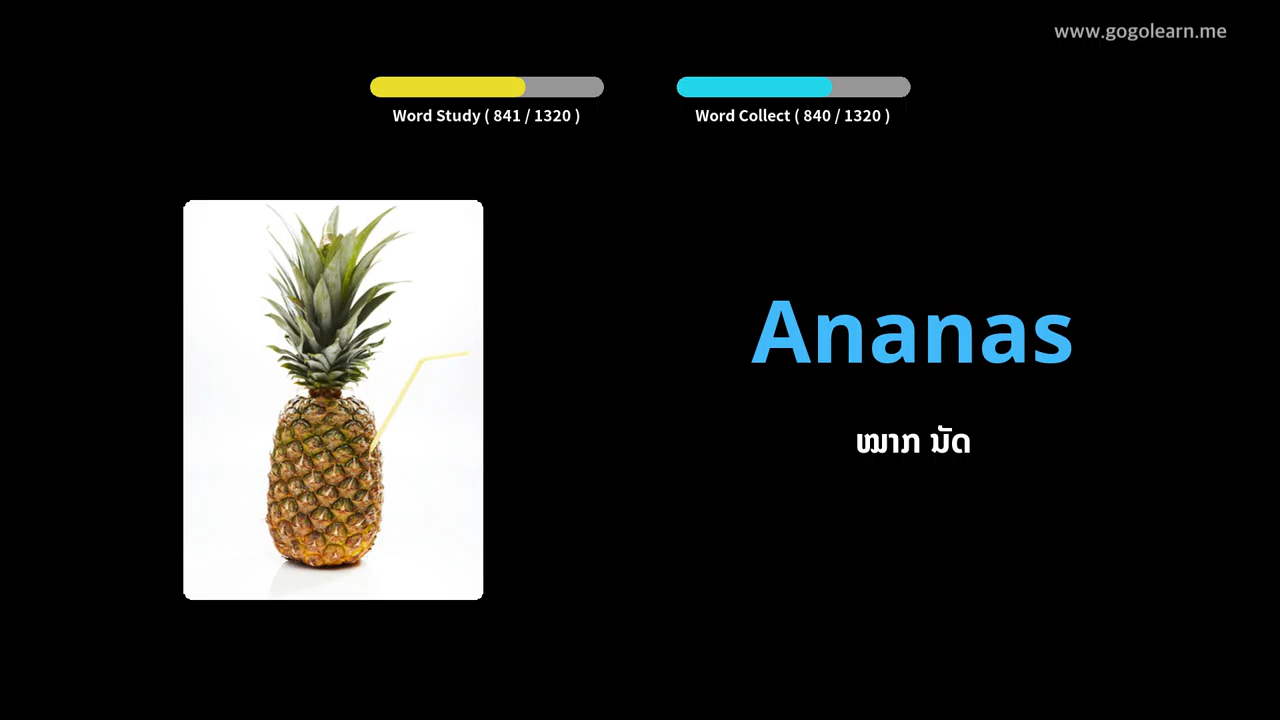 www.gogolearn.me
Word Study ( 841 / 1320 )
Word Collect ( 840 / 1320 )
Ananas
ໝາກ ນັດ